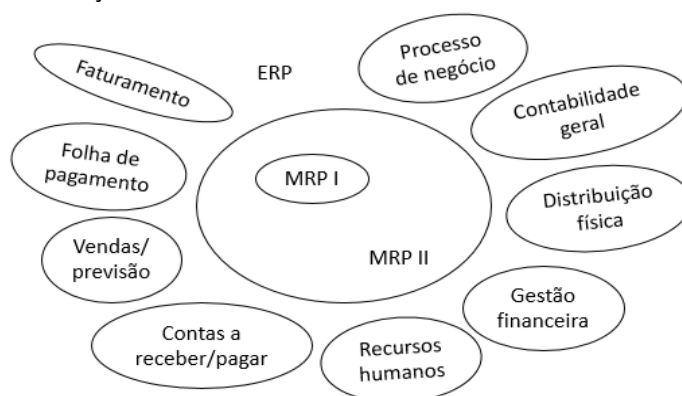 Faturamento
ERP
Processo
de negócio
Contabilidade
geral
Folha de
pagamento
MRP I
Distribuição
física
Vendas/
previsão
MRP II
Gestão
financeira
Contas a
receber/pagar
Recursos
humanos